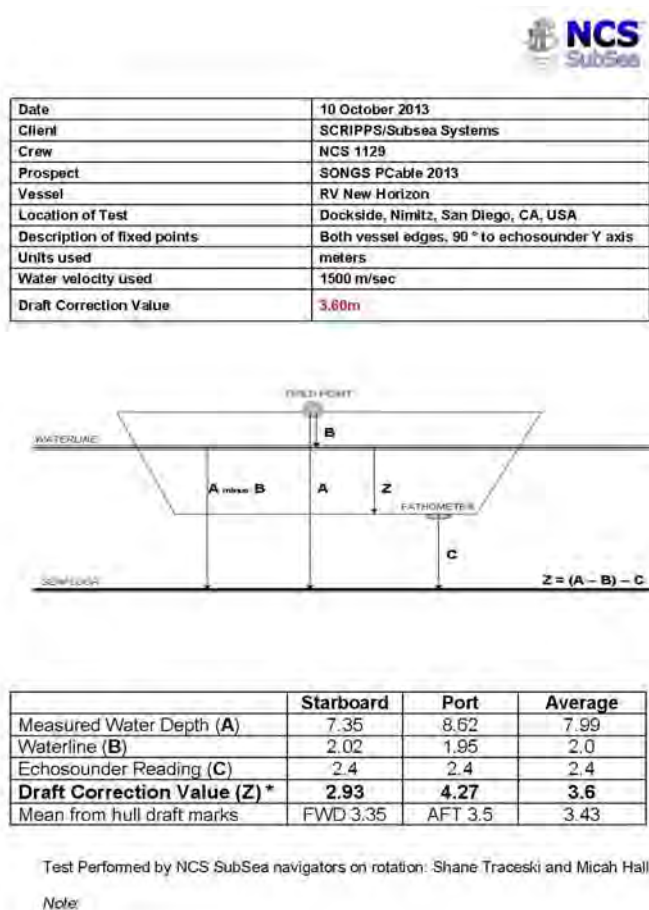 NCS
SubSea
Date 10 October 2013
Client SCRIPPS/Subsea Systems
Crew NCS 1129
Prospect SONGS PCable 2013
Vessel RV New Horizon
Location of Test Dockside, Nimitz, San Diego, CA, USA
Description of fixed points Both vessel edges, 90 ° to echosounder Y axis
Units used meters
Water velocity used 1500 m/sec
Draft Correction Value 3.60m
FIXED POINT
B
WATERLINE
A minus B A Z
FATHOMETER
C
SEAFLOOR Z = (A – B) – C
Starboard Port Average
Measured Water Depth (A) 7.35 8.62 7.99
Waterline (B) 2.02 1.95 2.0
Echosounder Reading (C) 2.4 2.4 2.4
Draft Correction Value (Z) * 2.93 4.27 3.6
Mean from hull draft marks FWD 3.35 AFT 3.5 3.43
Test Performed by NCS SubSea navigators on rotation: Shane Traceski and Micah Hall
Note: